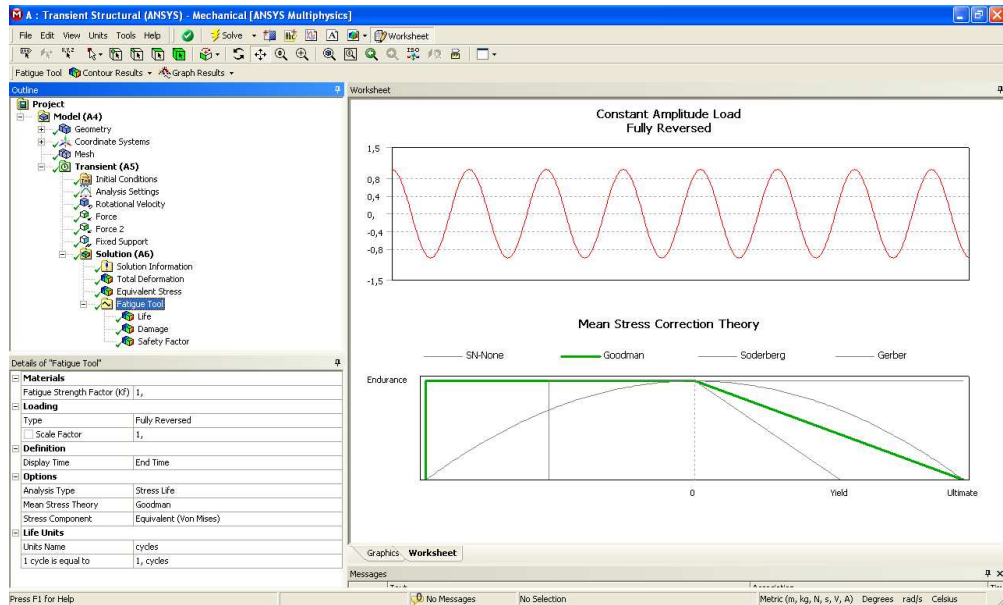 A : Transient Structural (ANSYS) - Mechanical [ANSYS Multiphysics]
File Edit View Units Tools Help Solve Worksheet
Fatigue Tool Contour Results Graph Results
Outline
Project
Model (A4)
Geometry
Coordinate Systems
Mesh
Transient (A5)
Initial Conditions
Analysis Settings
Rotational Velocity
Force
Force 2
Fixed Support
Solution (A6)
Solution Information
Total Deformation
Equivalent Stress
Fatigue Tool
Life
Damage
Safety Factor
Details of "Fatigue Tool"
Materials
Fatigue Strength Factor (Kf) 1,
Loading
Type Fully Reversed
Scale Factor 1,
Definition
Display Time End Time
Options
Analysis Type Stress Life
Mean Stress Theory Goodman
Stress Component Equivalent (Von Mises)
Life Units
Units Name cycles
1 cycle is equal to 1, cycles
Worksheet
Constant Amplitude Load
Fully Reversed
1,5
0,8
0,4
0,
-0,4
-0,8
-1,5
Mean Stress Correction Theory
SN-None Goodman Soderberg Gerber
Endurance
0 Yield Ultimate
Graphics Worksheet
Messages
Press F1 for Help No Messages No Selection Metric (m, kg, N, s, V, A) Degrees rad/s Celsius